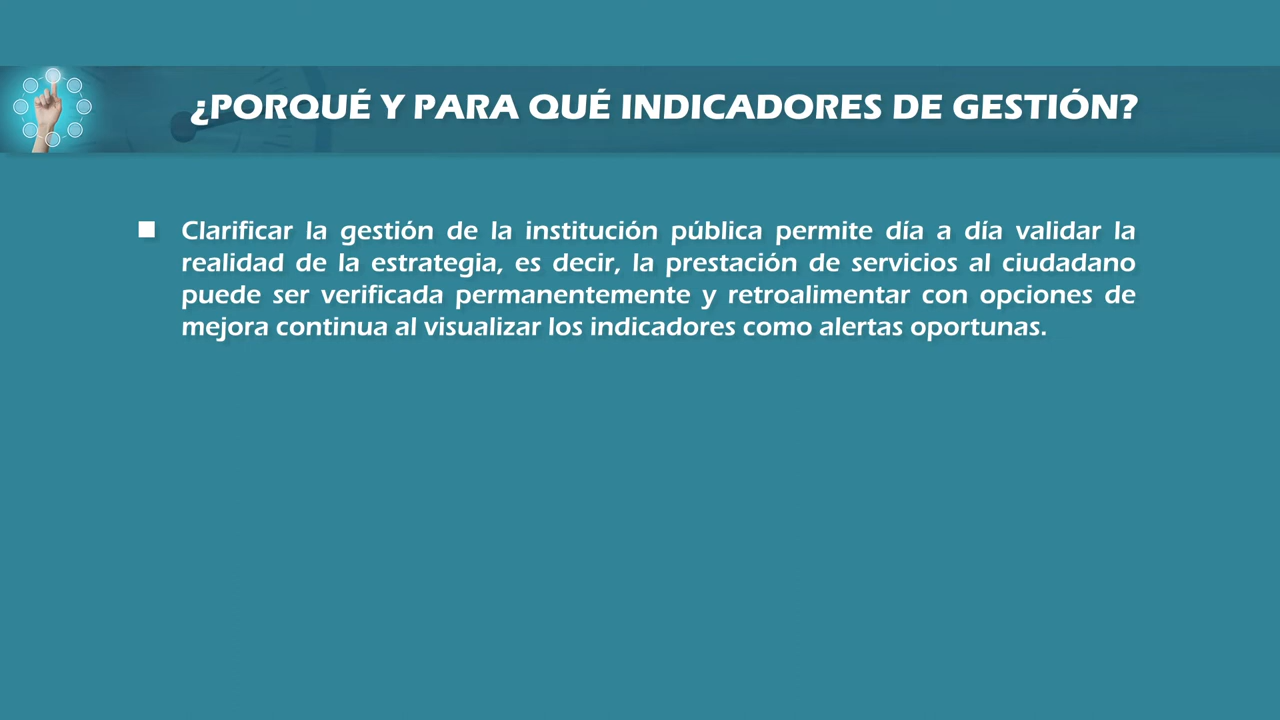 ¿PORQUÉ Y PARA QUÉ INDICADORES DE GESTIÓN?
Clarificar la gestión de la institución pública permite día a día validar la
realidad de la estrategia, es decir, la prestación de servicios al ciudadano
puede ser verificada permanentemente y retroalimentar con opciones de
mejora continua al visualizar los indicadores como alertas oportunas.